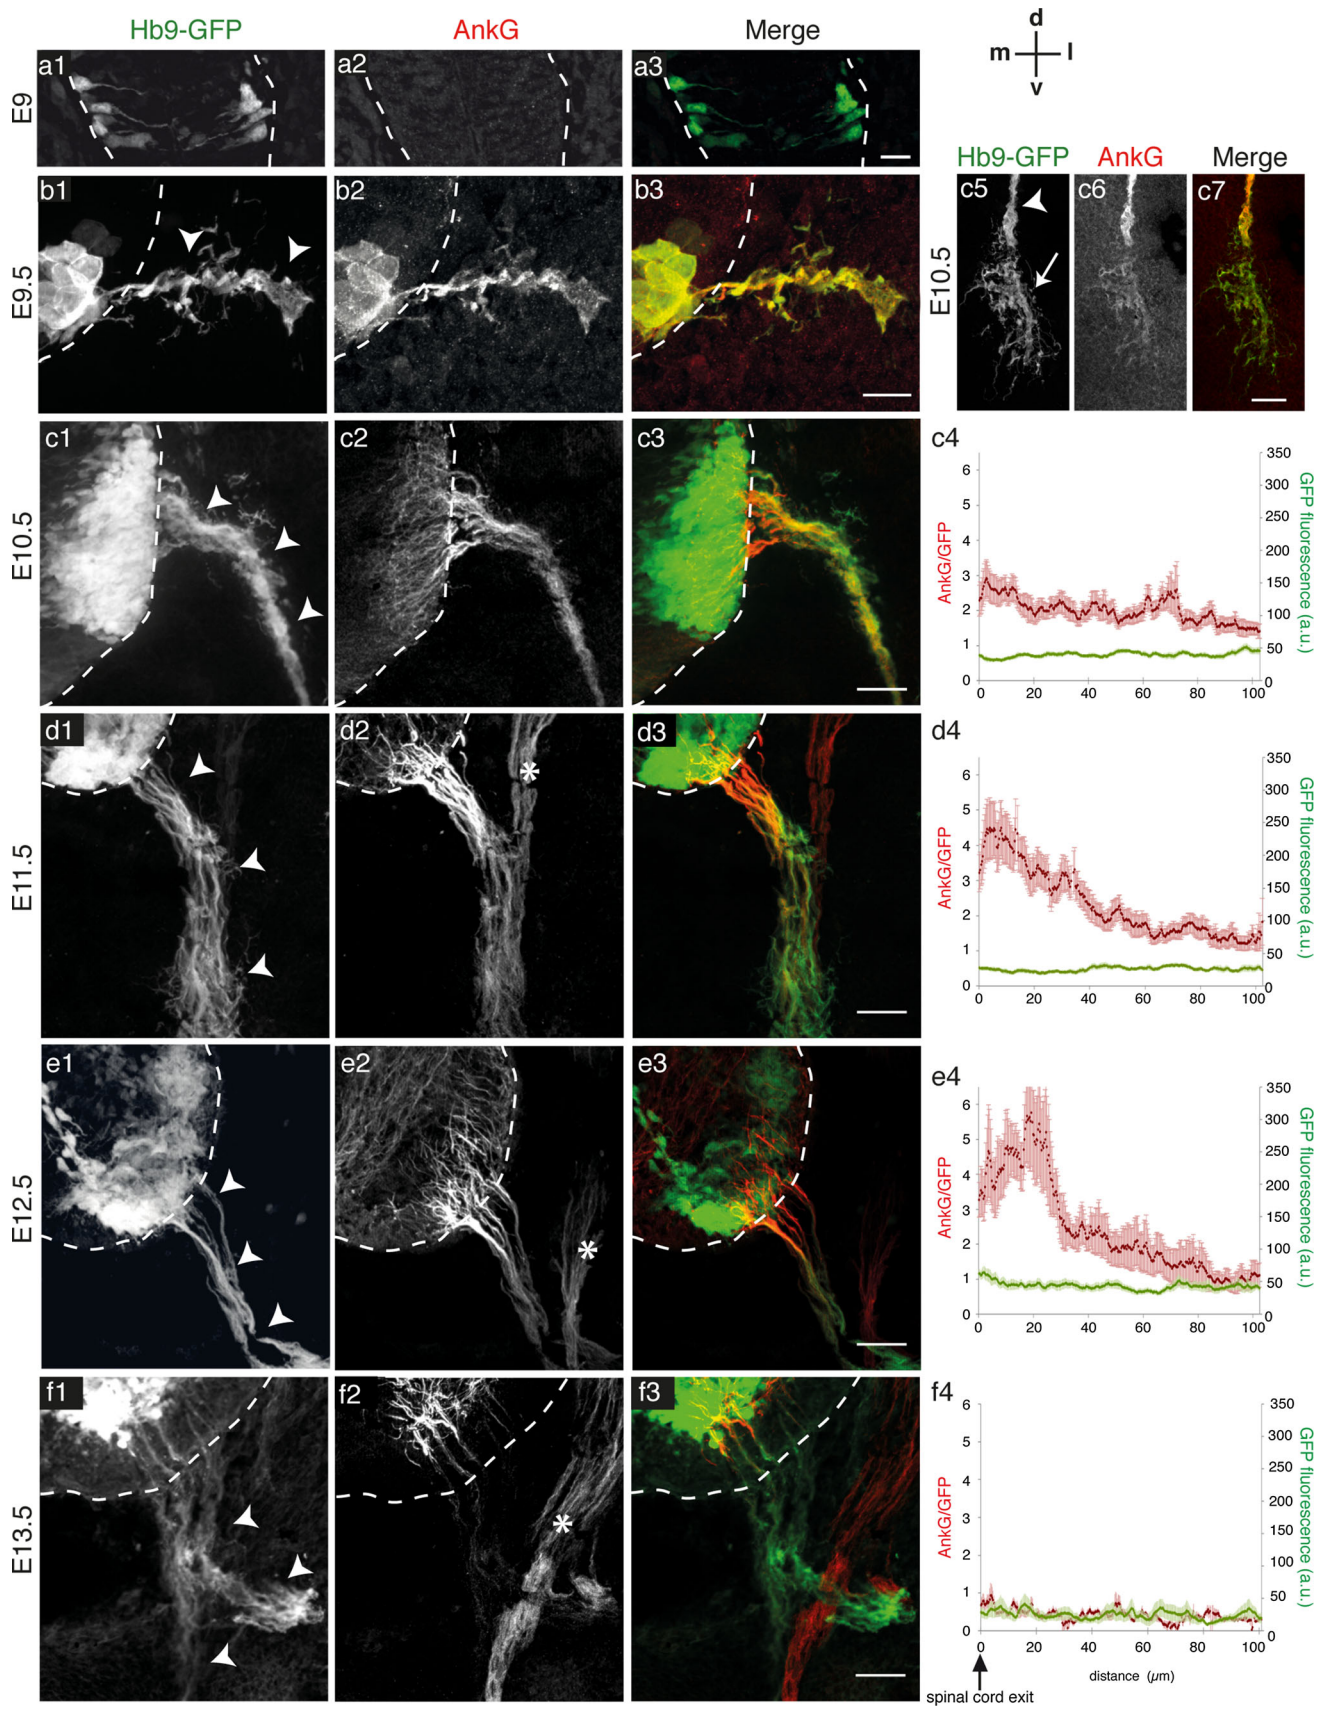 Hb9-GFP AnkG Merge
d
m l
v
E9
a1 a2 a3
Hb9-GFP AnkG Merge
E9.5
b1 b2 b3
E10.5
c5 c6 c7
E10.5
c1 c2 c3
c4
AnkG/GFP
6
5
4
3
2
1
0
350
300
250
200
150
100
50
0
GFP fluorescence (a.u.)
0 20 40 60 80 100
E11.5
d1 d2 * d3
d4
AnkG/GFP
6
5
4
3
2
1
0
350
300
250
200
150
100
50
0
GFP fluorescence (a.u.)
0 20 40 60 80 100
E12.5
e1 e2 * e3
e4
AnkG/GFP
6
5
4
3
2
1
0
350
300
250
200
150
100
50
0
GFP fluorescence (a.u.)
0 20 40 60 80 100
E13.5
f1 f2 * f3
f4
AnkG/GFP
6
5
4
3
2
1
0
350
300
250
200
150
100
50
0
GFP fluorescence (a.u.)
0 20 40 60 80 100
distance (µm)
spinal cord exit